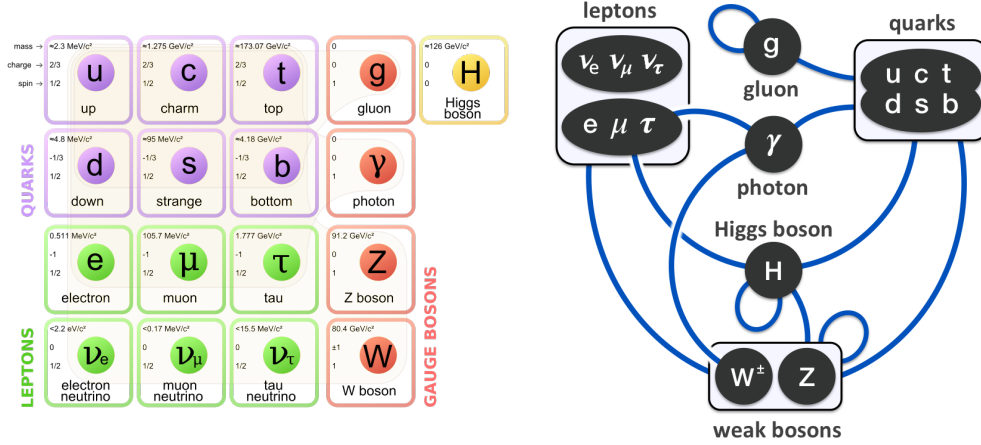 mass →
charge →
spin →
≈2.3 MeV/c²
2/3
1/2
u
up
≈1.275 GeV/c²
2/3
1/2
c
charm
≈173.07 GeV/c²
2/3
1/2
t
top
0
0
1
g
gluon
≈126 GeV/c²
0
0
H
Higgs
boson
QUARKS
≈4.8 MeV/c²
-1/3
1/2
d
down
≈95 MeV/c²
-1/3
1/2
s
strange
≈4.18 GeV/c²
-1/3
1/2
b
bottom
0
0
1
γ
photon
0.511 MeV/c²
-1
1/2
e
electron
105.7 MeV/c²
-1
1/2
μ
muon
1.777 GeV/c²
-1
1/2
τ
tau
91.2 GeV/c²
0
1
Z
Z boson
LEPTONS
<2.2 eV/c²
0
1/2
νe
electron
neutrino
<0.17 MeV/c²
0
1/2
νμ
muon
neutrino
<15.5 MeV/c²
0
1/2
ντ
tau
neutrino
80.4 GeV/c²
±1
1
W
W boson
GAUGE BOSONS
leptons
νe νμ ντ
e μ τ
g
gluon
quarks
u c t
d s b
γ
photon
Higgs boson
H
W±
Z
weak bosons